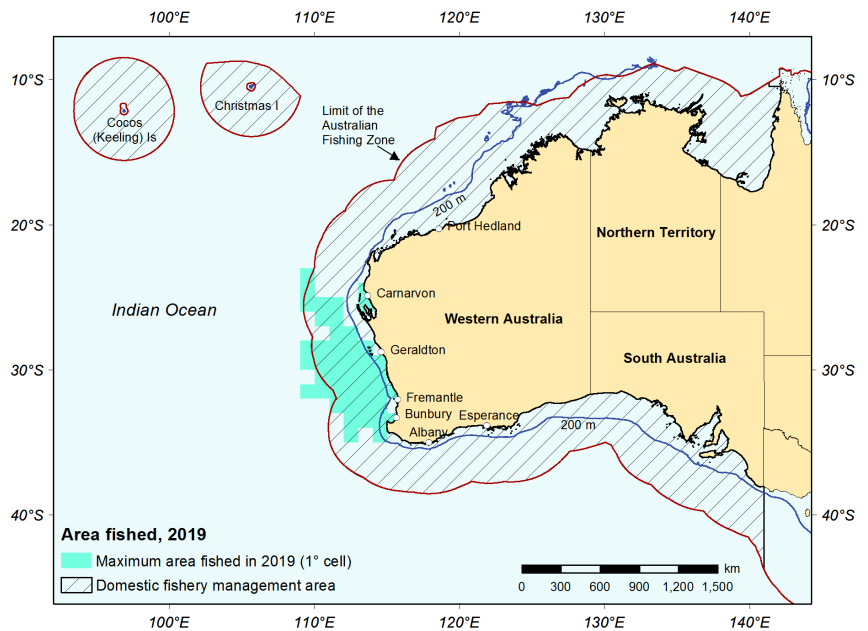 100°E 110°E 120°E 130°E 140°E
10°S 10°S
Cocos
(Keeling) Is
Christmas I
Limit of the
Australian
Fishing Zone
200 m
20°S 20°S
Port Hedland
Northern Territory
Carnarvon
Indian Ocean
Western Australia
Geraldton
South Australia
30°S 30°S
Fremantle
Bunbury
Esperance
Albany
200 m
40°S 40°S
Area fished, 2019
Maximum area fished in 2019 (1° cell)
Domestic fishery management area
km
0 300 600 900 1,200 1,500
100°E 110°E 120°E 130°E 140°E